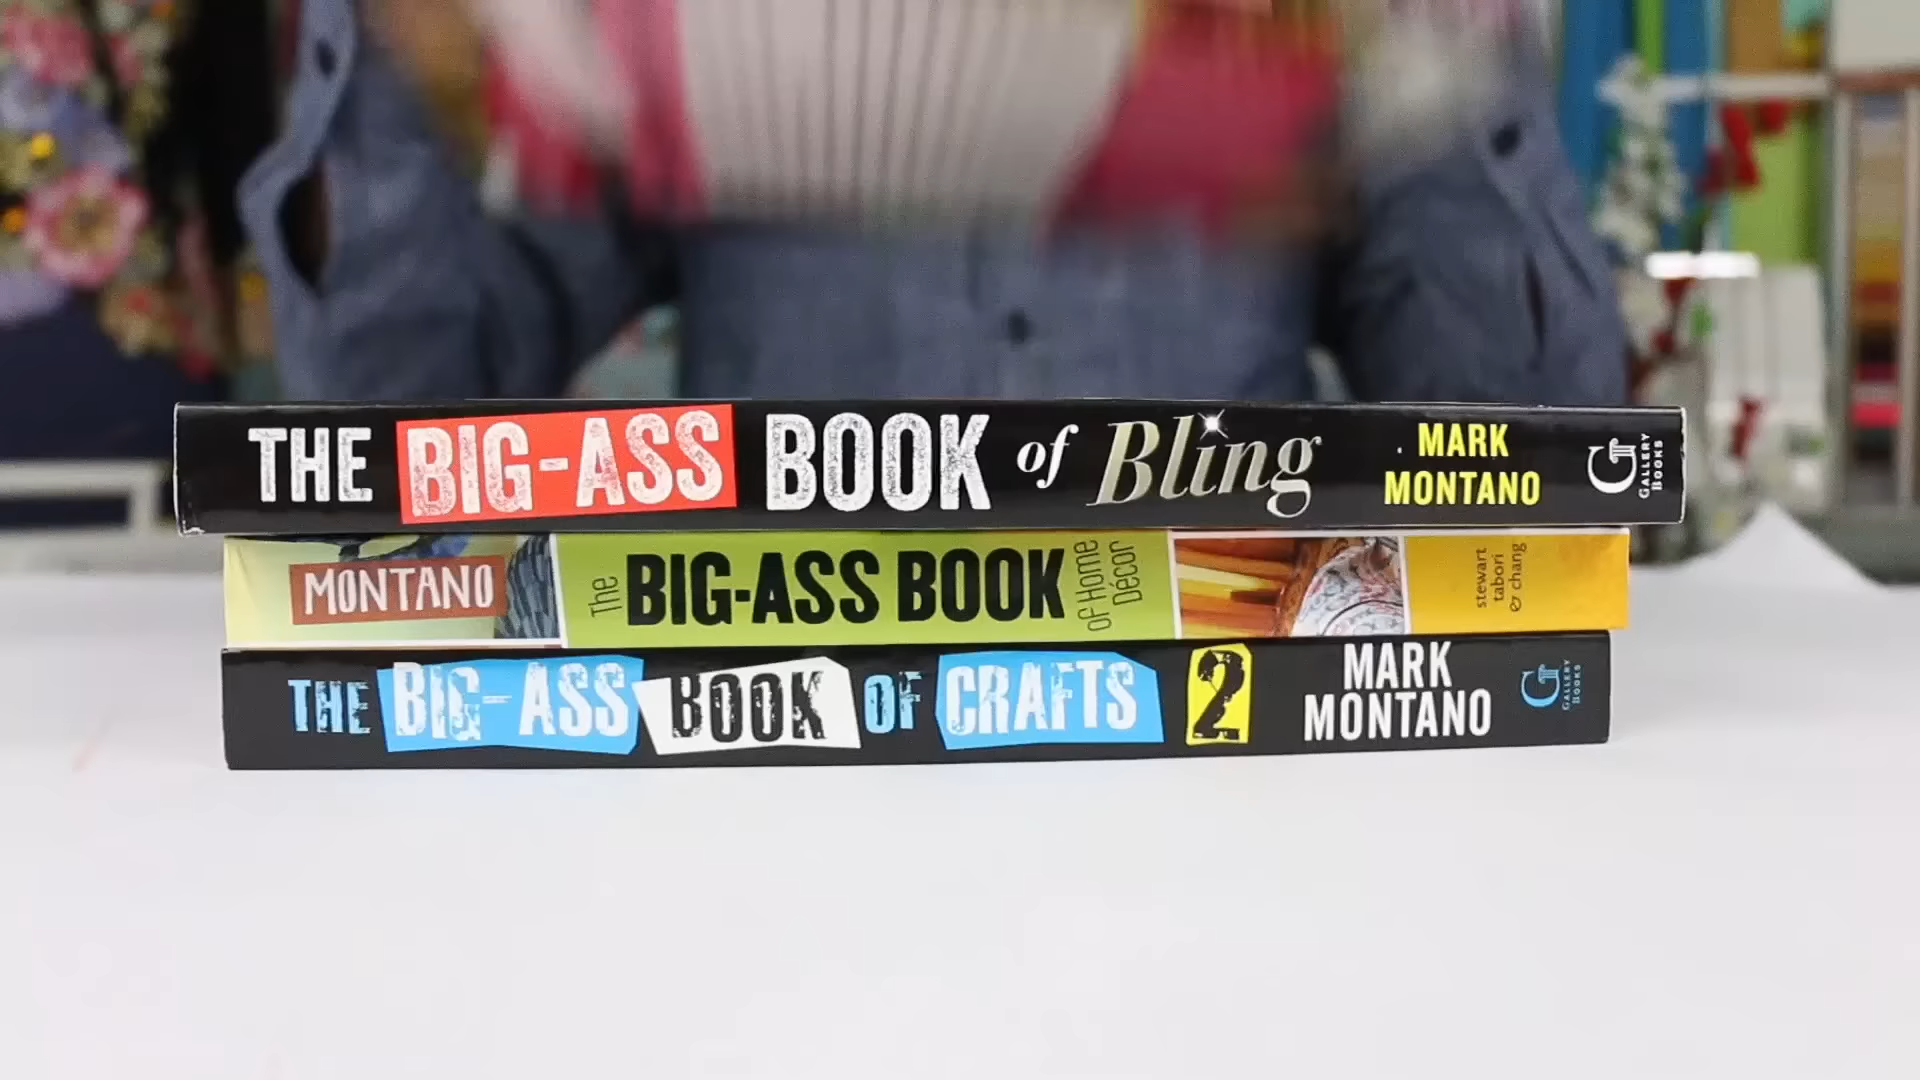 THE BIG-ASS BOOK of Bling
MARK
MONTANO
G
GALLERY
BOOKS
MONTANO
The BIG-ASS BOOK
of Home
Décor
stewart
tabori
& chang
THE BIG-ASS BOOK OF CRAFTS 2
MARK
MONTANO
G
GALLERY
BOOKS